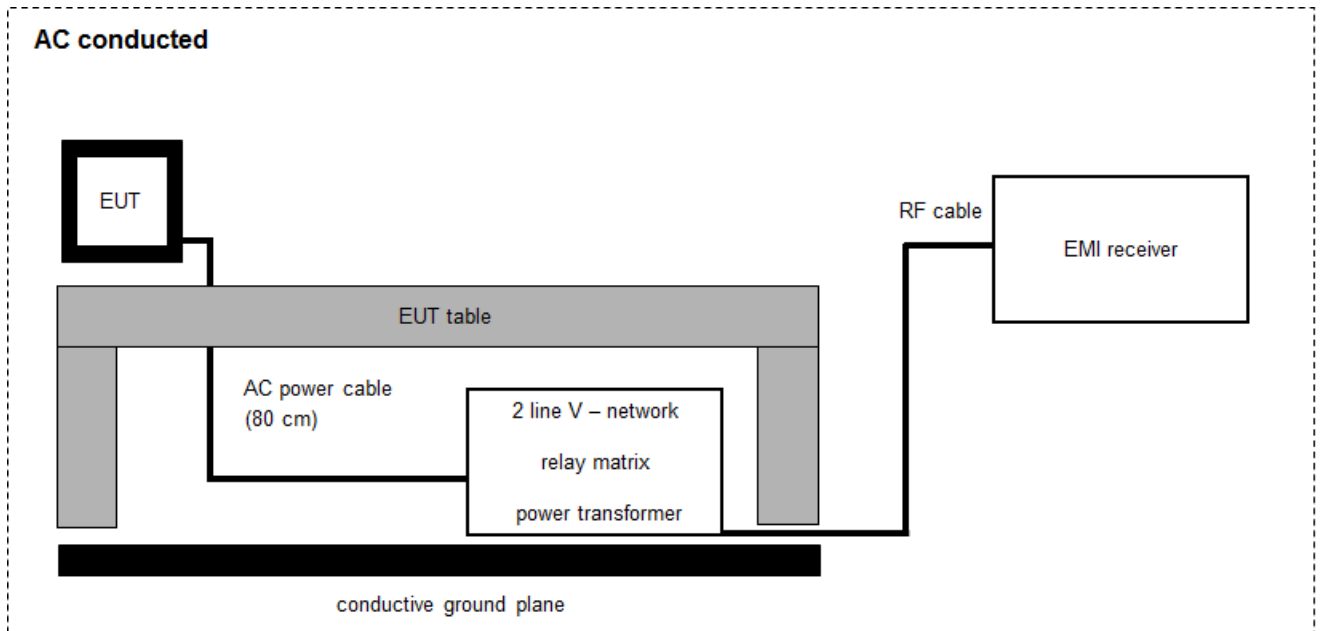 AC conducted
EUT
RF cable
EMI receiver
EUT table
AC power cable
(80 cm)
2 line V – network
relay matrix
power transformer
conductive ground plane